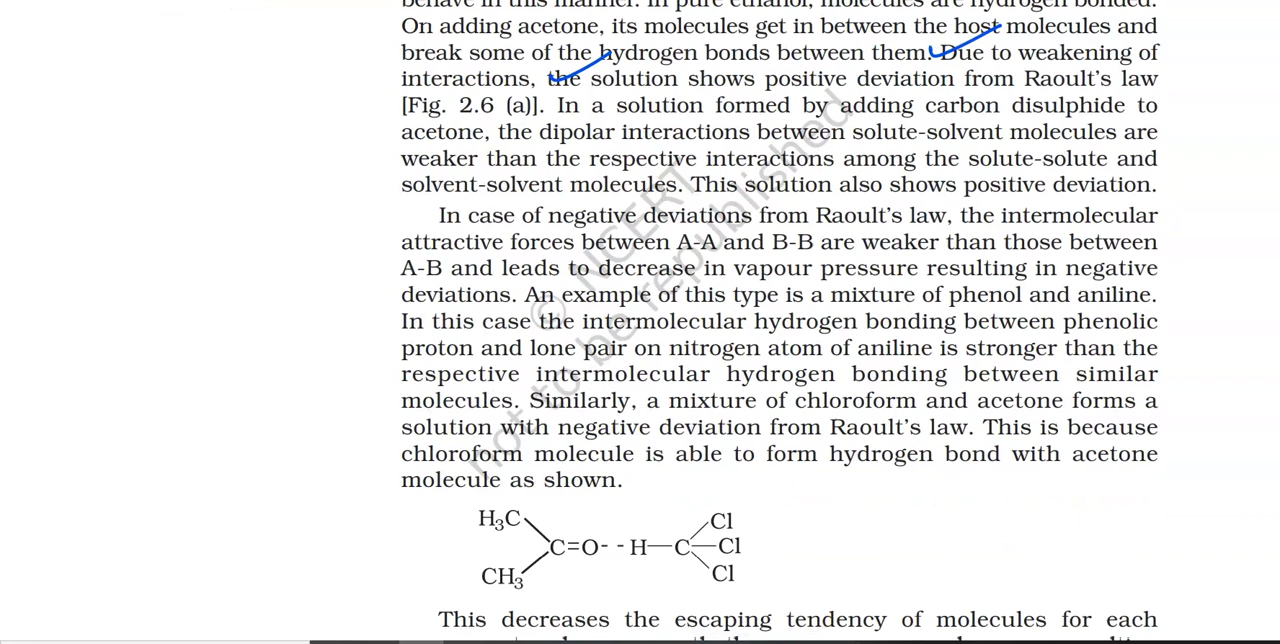 behave in this manner. In pure ethanol, molecules are hydrogen bonded.
On adding acetone, its molecules get in between the host molecules and
break some of the hydrogen bonds between them. Due to weakening of
interactions, the solution shows positive deviation from Raoult's law
[Fig. 2.6 (a)]. In a solution formed by adding carbon disulphide to
acetone, the dipolar interactions between solute-solvent molecules are
weaker than the respective interactions among the solute-solute and
solvent-solvent molecules. This solution also shows positive deviation.
In case of negative deviations from Raoult's law, the intermolecular
attractive forces between A-A and B-B are weaker than those between
A-B and leads to decrease in vapour pressure resulting in negative
deviations. An example of this type is a mixture of phenol and aniline.
In this case the intermolecular hydrogen bonding between phenolic
proton and lone pair on nitrogen atom of aniline is stronger than the
respective intermolecular hydrogen bonding between similar
molecules. Similarly, a mixture of chloroform and acetone forms a
solution with negative deviation from Raoult's law. This is because
chloroform molecule is able to form hydrogen bond with acetone
molecule as shown.
H₃C Cl
C=O- - H—C—Cl
CH₃ Cl
This decreases the escaping tendency of molecules for each
© NCERT
not to be republished